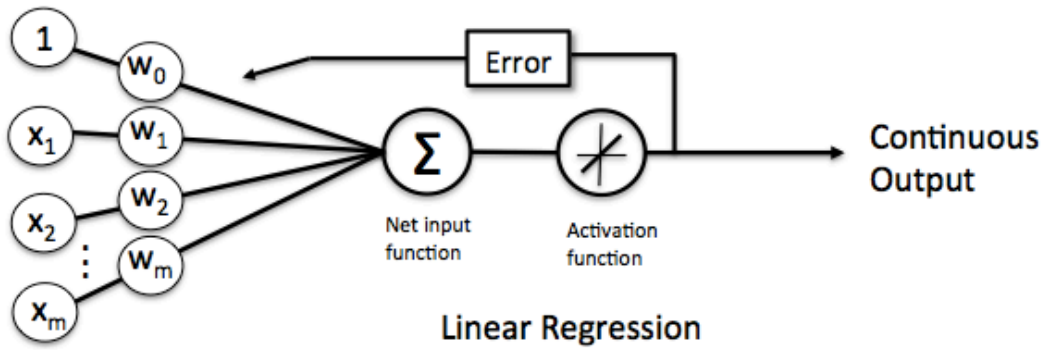 1
w₀
Error
x₁
w₁
Σ
Continuous
Output
x₂
w₂
Net input
function
Activation
function
⋮
wₘ
xₘ
Linear Regression